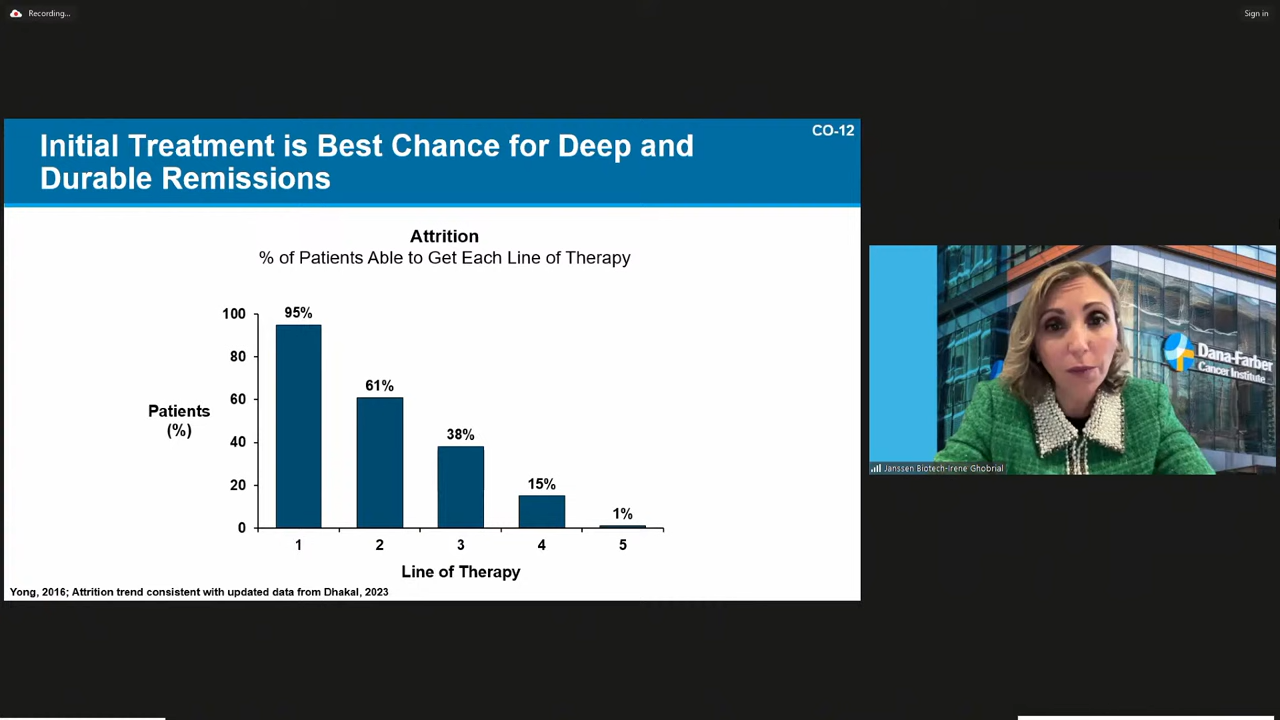 Recording...
Sign in
CO-12
Initial Treatment is Best Chance for Deep and
Durable Remissions
Attrition
% of Patients Able to Get Each Line of Therapy
Patients
(%)
100
80
60
40
20
0
95%
61%
38%
15%
1%
1
2
3
4
5
Line of Therapy
Yong, 2016; Attrition trend consistent with updated data from Dhakal, 2023
Dana-Farber
Cancer Institute
Janssen Biotech-Irene Ghobrial